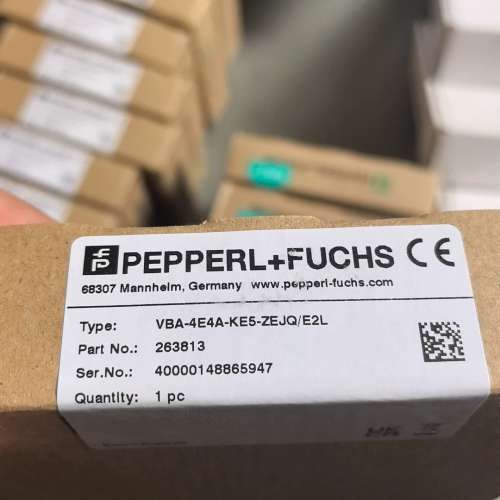 PEPPERL+FUCHS CE
68307 Mannheim, Germany www.pepperl-fuchs.com
Type: VBA-4E4A-KE5-ZEJQ/E2L
Part No.: 263813
Ser.No.: 40000148865947
Quantity: 1 pc